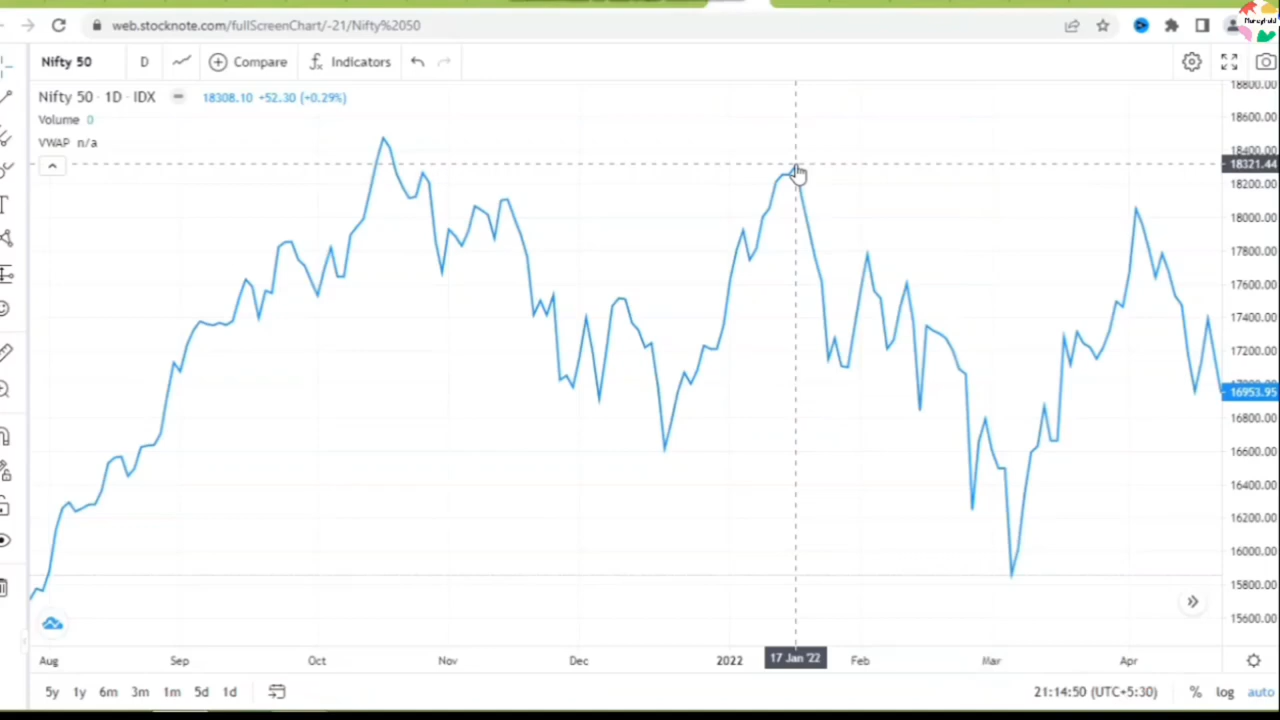 web.stocknote.com/fullScreenChart/-21/Nifty%2050
MoneyFold
Nifty 50 D Compare Indicators
Nifty 50 · 1D · IDX 18308.10 +52.30 (+0.29%)
Volume 0
VWAP n/a
18800.00
18600.00
18400.00
18321.44
18200.00
18000.00
17800.00
17600.00
17400.00
17200.00
16953.95
16800.00
16600.00
16400.00
16200.00
16000.00
15800.00
15600.00
Aug Sep Oct Nov Dec 2022 17 Jan '22 Feb Mar Apr
5y 1y 6m 3m 1m 5d 1d 21:14:50 (UTC+5:30) % log auto